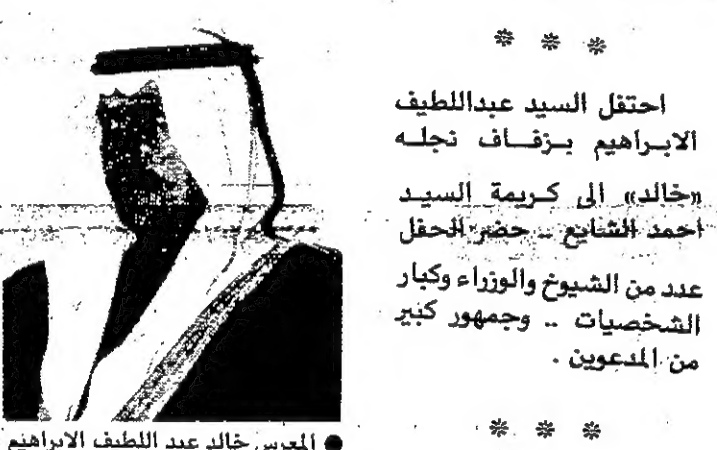 احتفل السيد عبداللطيف
الابراهيم بزفاف نجله
«خالد» الى كريمة السيد
احمد الشايع .. حضر الحفل
عدد من الشيوخ والوزراء وكبار
الشخصيات .. وجمهور كبير
من المدعوين .
المعرس خالد عبد اللطيف الابراهيم